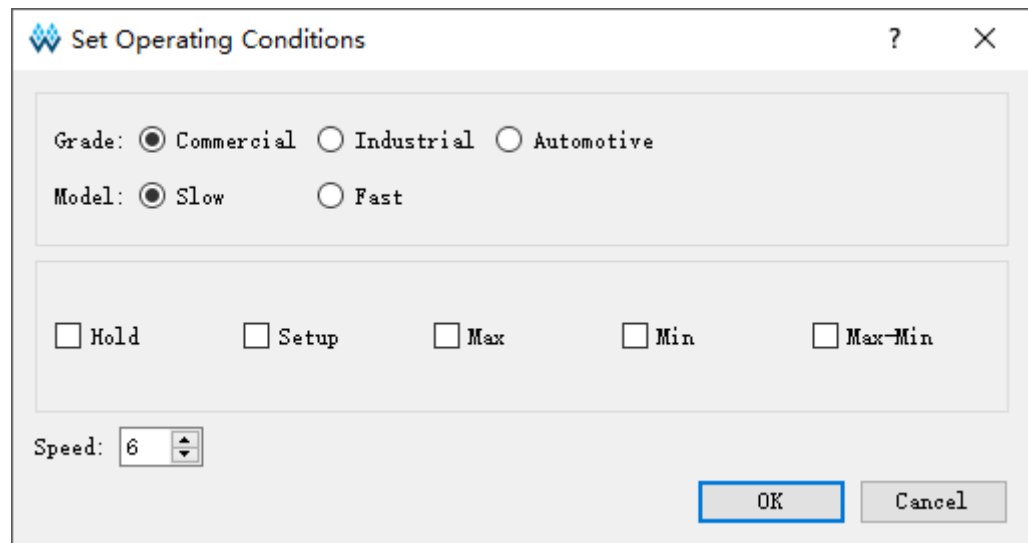 Set Operating Conditions ?
Grade: Commercial Industrial Automotive
Model: Slow Fast
Hold Setup Max Min Max-Min
Speed: 6
OK Cancel